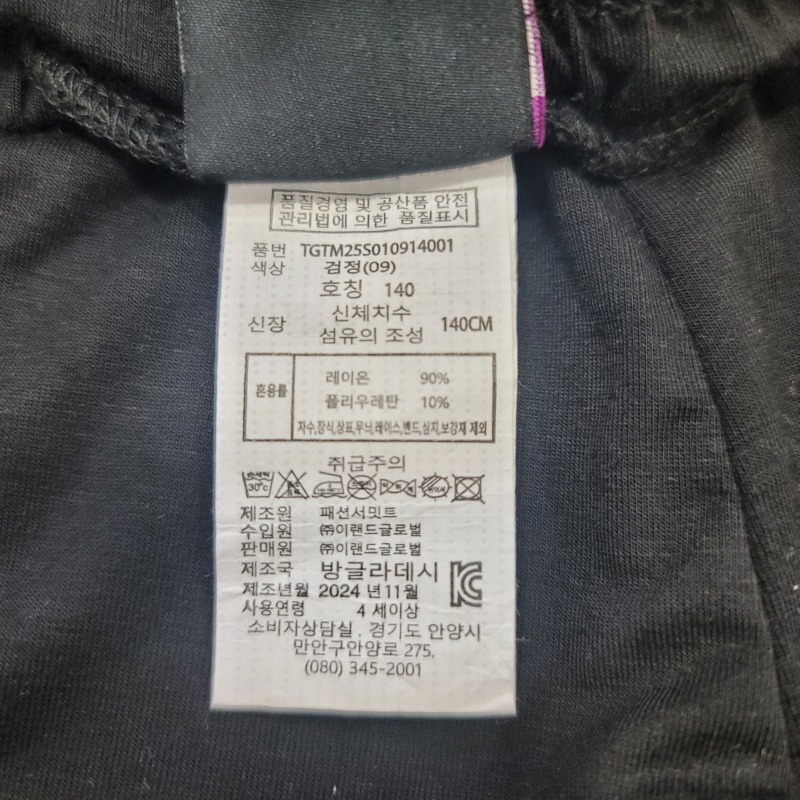 품질경영 및 공산품 안전
관리법에 의한 품질표시
품번 TGTM25S010914001
색상 검정(09)
호칭 140
신체치수
신장 140CM
섬유의 조성
혼용률
레이온 90%
폴리우레탄 10%
자수,장식,상표,무늬,레이스,밴드,심지,보강재 제외
취급주의
30°C
제조원 패션서밋트
수입원 ㈜이랜드글로벌
판매원 ㈜이랜드글로벌
제조국 방글라데시
제조년월 2024 년11월
사용연령 4 세이상
소비자상담실 . 경기도 안양시
만안구안양로 275,
(080) 345-2001